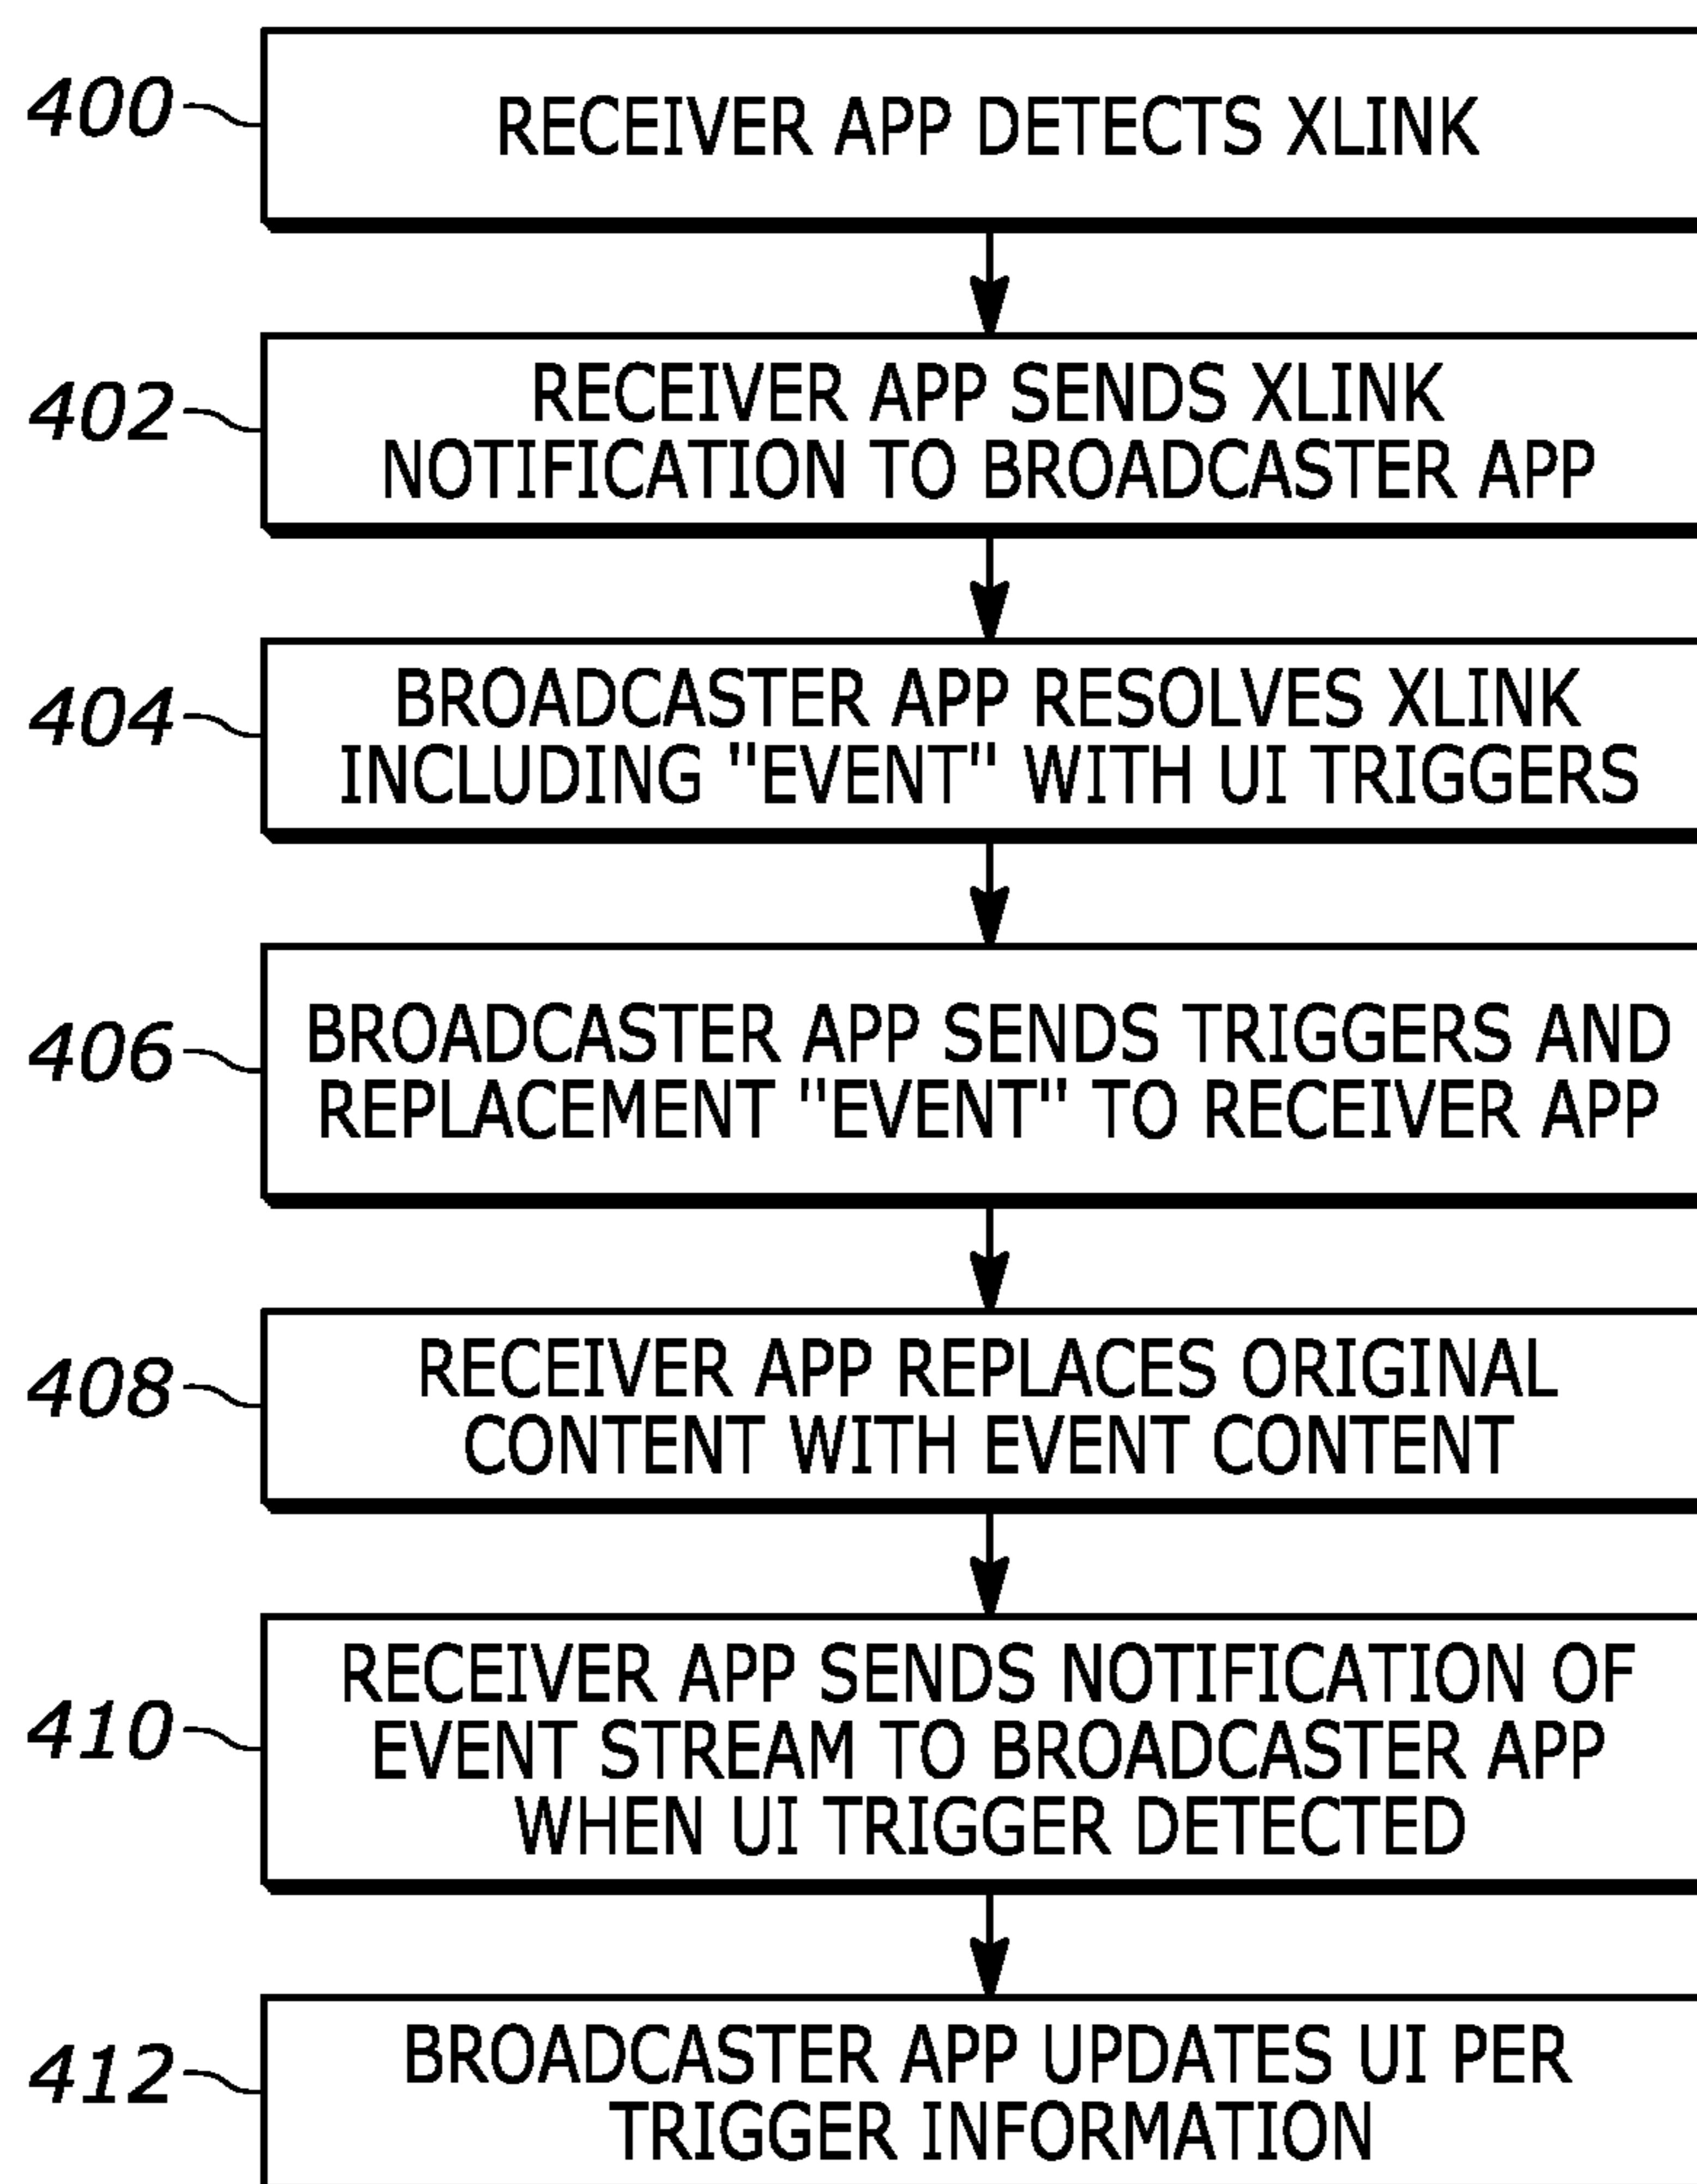 400
RECEIVER APP DETECTS XLINK
402
RECEIVER APP SENDS XLINK
NOTIFICATION TO BROADCASTER APP
404
BROADCASTER APP RESOLVES XLINK
INCLUDING "EVENT" WITH UI TRIGGERS
406
BROADCASTER APP SENDS TRIGGERS AND
REPLACEMENT "EVENT" TO RECEIVER APP
408
RECEIVER APP REPLACES ORIGINAL
CONTENT WITH EVENT CONTENT
410
RECEIVER APP SENDS NOTIFICATION OF
EVENT STREAM TO BROADCASTER APP
WHEN UI TRIGGER DETECTED
412
BROADCASTER APP UPDATES UI PER
TRIGGER INFORMATION